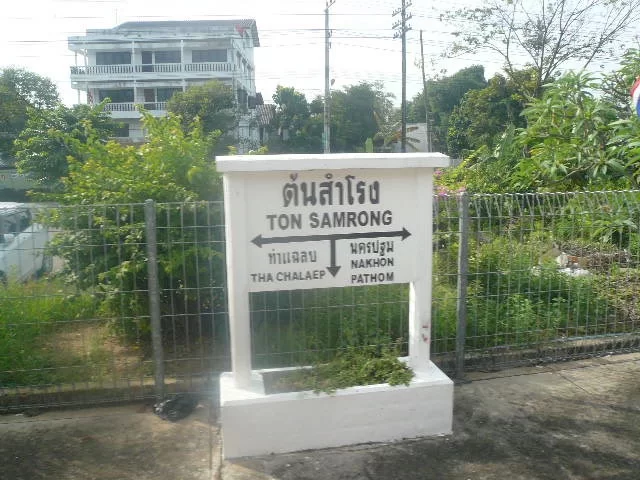 ต้นสำโรง
TON SAMRONG
ท่าแฉลบ
THA CHALAEP
นครปฐม
NAKHON
PATHOM